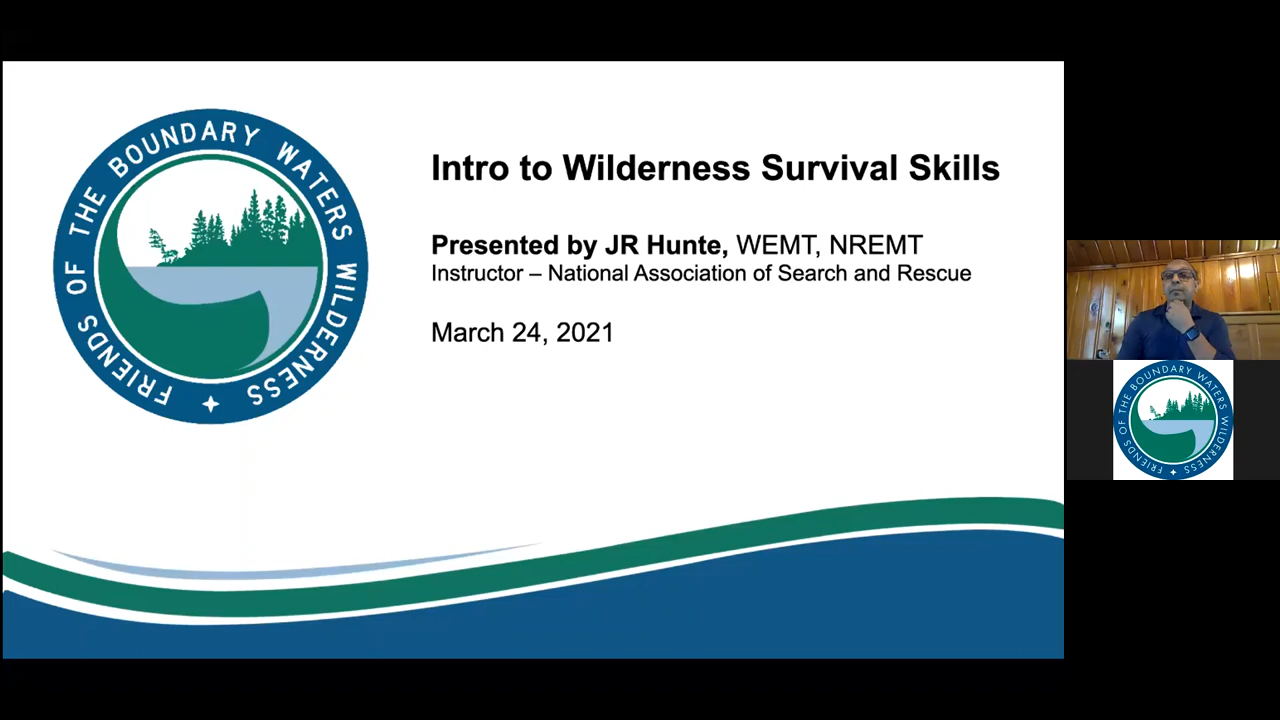 FRIENDS OF THE BOUNDARY WATERS WILDERNESS
Intro to Wilderness Survival Skills
Presented by JR Hunte, WEMT, NREMT
Instructor – National Association of Search and Rescue
March 24, 2021
FRIENDS OF THE BOUNDARY WATERS WILDERNESS